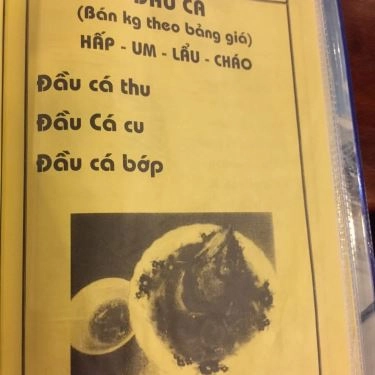 ĐẦU CÁ
(Bán kg theo bảng giá)
HẤP - UM - LẨU - CHÁO
Đầu cá thu
Đầu Cá cu
Đầu cá bớp